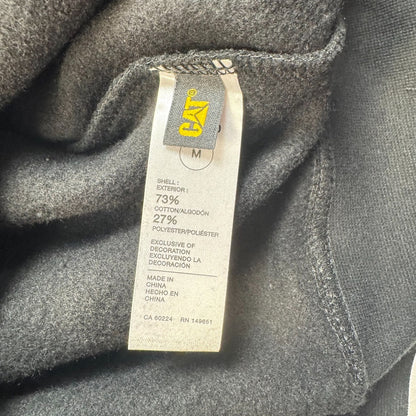 CAT®
M
SHELL :
EXTERIOR :
73%
COTTON/ALGODÓN
27%
POLYESTER/POLIÉSTER
EXCLUSIVE OF
DECORATION
EXCLUYENDO LA
DECORACIÓN
MADE IN
CHINA
HECHO EN
CHINA
CA 60224 RN 149651